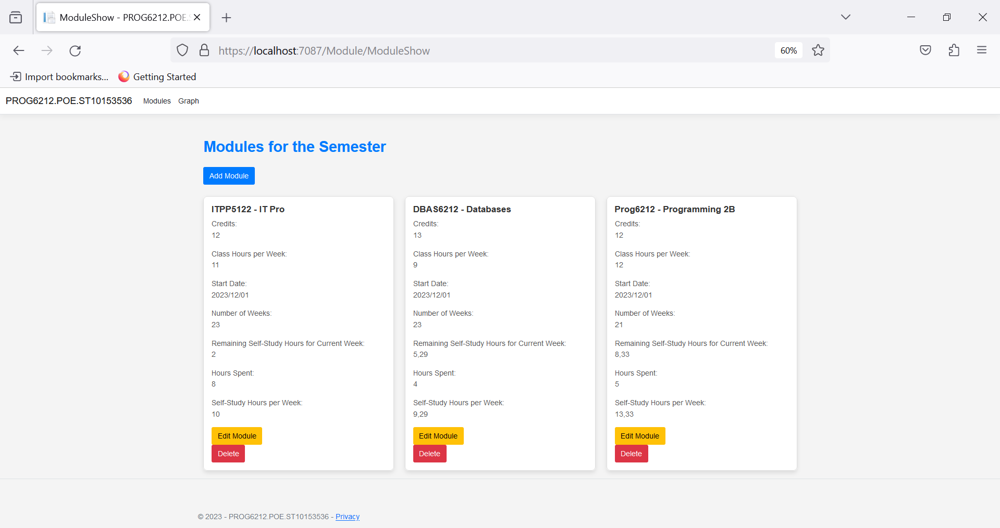 ModuleShow - PROG6212.POE.S
https://localhost:7087/Module/ModuleShow
60%
Import bookmarks...
Getting Started
PROG6212.POE.ST10153536
Modules
Graph
Modules for the Semester
Add Module
ITPP5122 - IT Pro
Credits:
12
Class Hours per Week:
11
Start Date:
2023/12/01
Number of Weeks:
23
Remaining Self-Study Hours for Current Week:
2
Hours Spent:
8
Self-Study Hours per Week:
10
Edit Module
Delete
DBAS6212 - Databases
Credits:
13
Class Hours per Week:
9
Start Date:
2023/12/01
Number of Weeks:
23
Remaining Self-Study Hours for Current Week:
5,29
Hours Spent:
4
Self-Study Hours per Week:
9,29
Edit Module
Delete
Prog6212 - Programming 2B
Credits:
12
Class Hours per Week:
12
Start Date:
2023/12/01
Number of Weeks:
21
Remaining Self-Study Hours for Current Week:
8,33
Hours Spent:
5
Self-Study Hours per Week:
13,33
Edit Module
Delete
© 2023 - PROG6212.POE.ST10153536 - Privacy